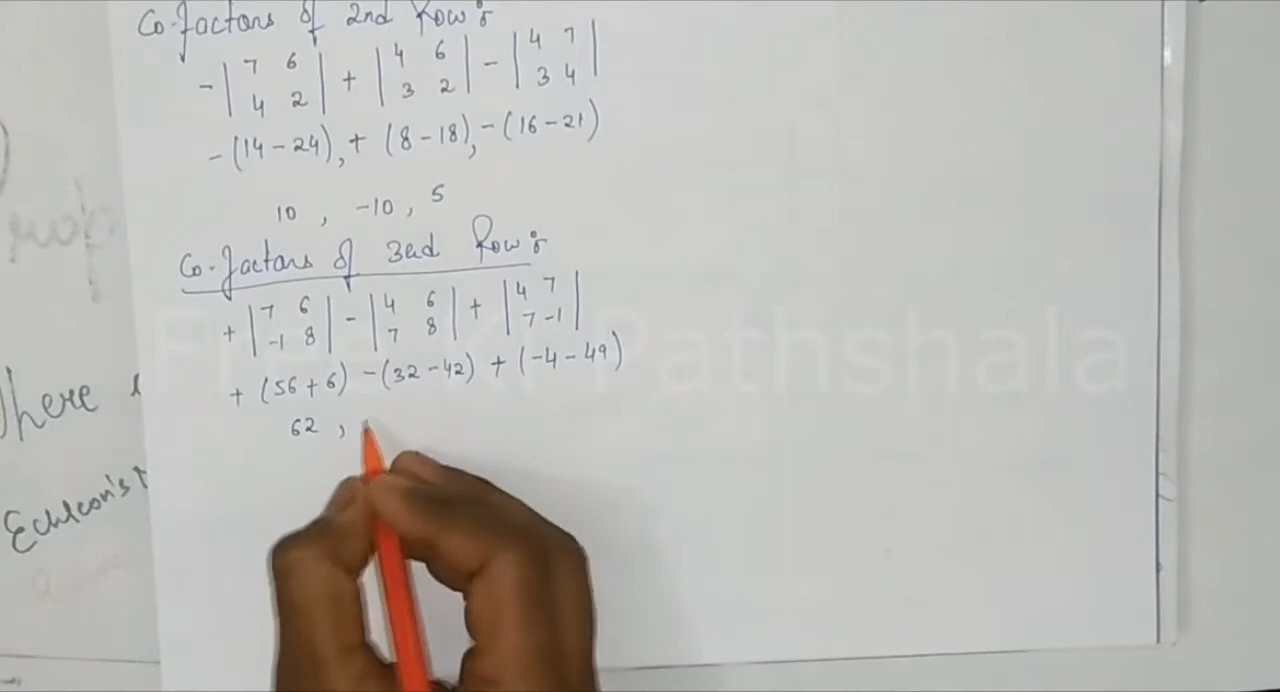 Co-factors of 2nd Row:
- | 7 6 | + | 4 6 | - | 4 7 |
| 4 2 | | 3 2 | | 3 4 |
- (14 - 24), + (8 - 18), - (16 - 21)
10 , -10 , 5
Co-factors of 3rd Row:
+ | 7 6 | - | 4 6 | + | 4 7 |
| -1 8 | | 7 8 | | 7 -1 |
+ (56 + 6) - (32 - 42) + (-4 - 49)
62 ,
Pathshala
here